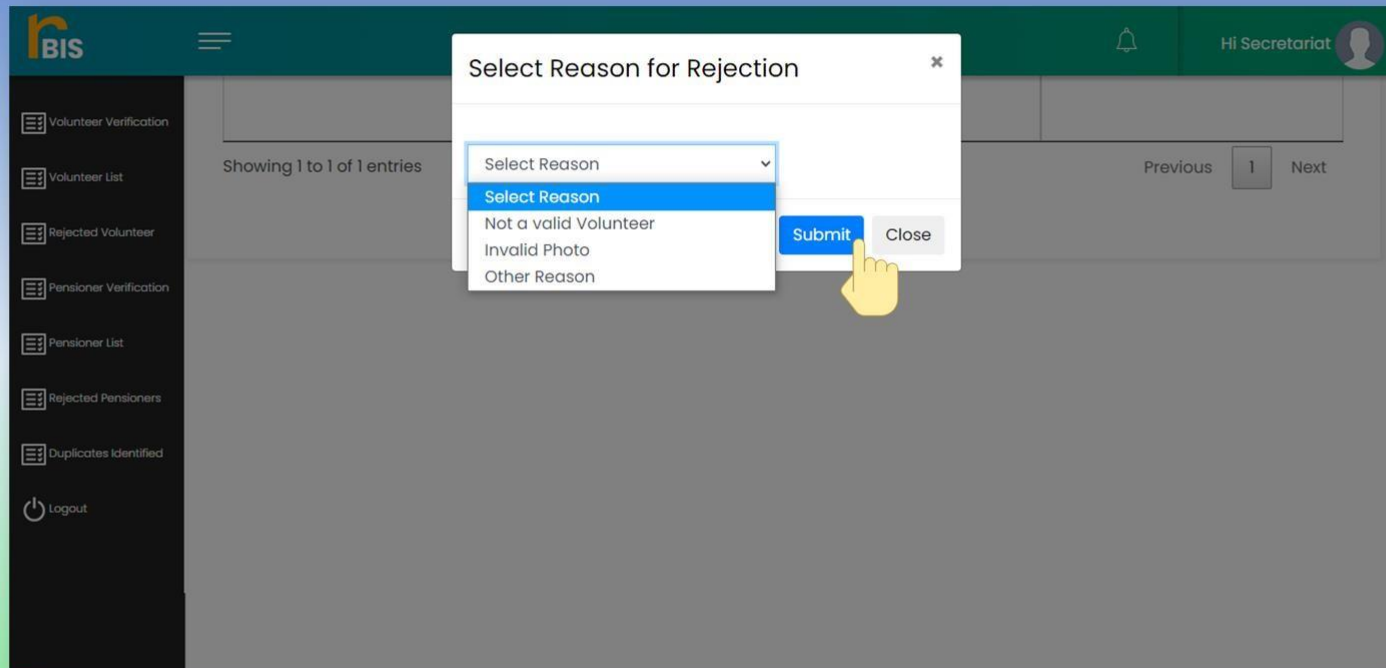 rBIS
Hi Secretariat
Select Reason for Rejection
×
Volunteer Verification
Volunteer List
Rejected Volunteer
Pensioner Verification
Pensioner List
Rejected Pensioners
Duplicates Identified
Logout
Showing 1 to 1 of 1 entries
Previous 1 Next
Select Reason
Select Reason
Not a valid Volunteer
Invalid Photo
Other Reason
Submit Close